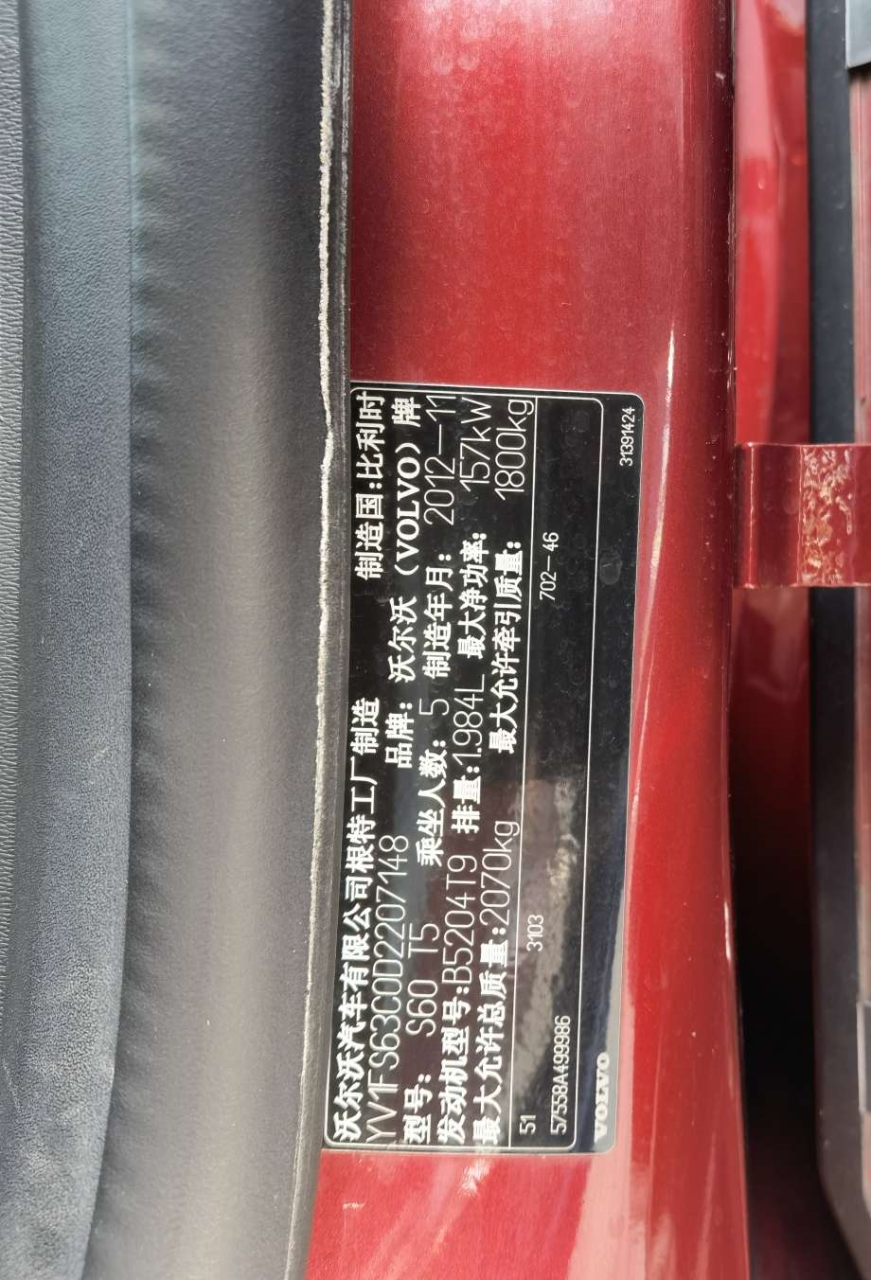 沃尔沃汽车有限公司根特工厂制造 制造国:比利时
YV1FS63C0D2207148
型号: S60 T5 品牌: 沃尔沃（VOLVO）牌
乘坐人数: 5 制造年月: 2012-11
发动机型号:B5204T9 排量:1.984L 最大净功率: 157kW
最大允许总质量:2070kg 最大允许牵引质量: 1800kg
51 3103 702-46
57558A499986
VOLVO 31391424